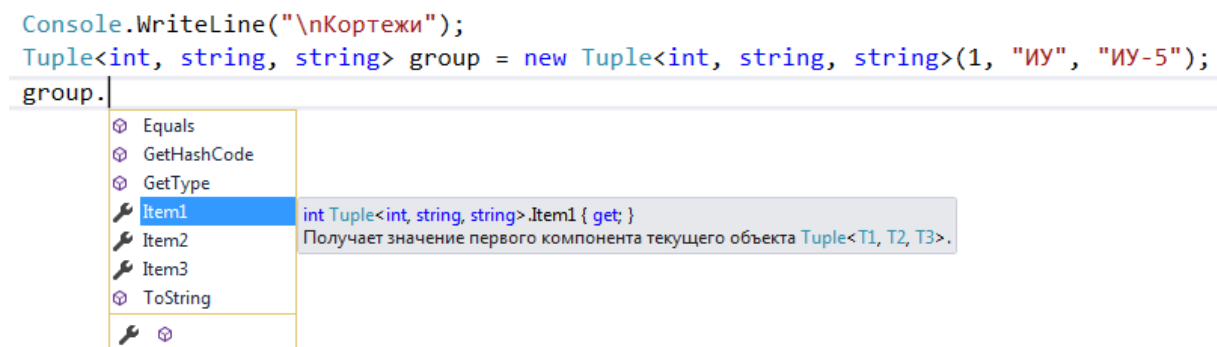 Console.WriteLine("\nКортежи");
Tuple<int, string, string> group = new Tuple<int, string, string>(1, "ИУ", "ИУ-5");
group.
Equals
GetHashCode
GetType
Item1
int Tuple<int, string, string>.Item1 { get; }
Item2
Получает значение первого компонента текущего объекта Tuple<T1, T2, T3>.
Item3
ToString